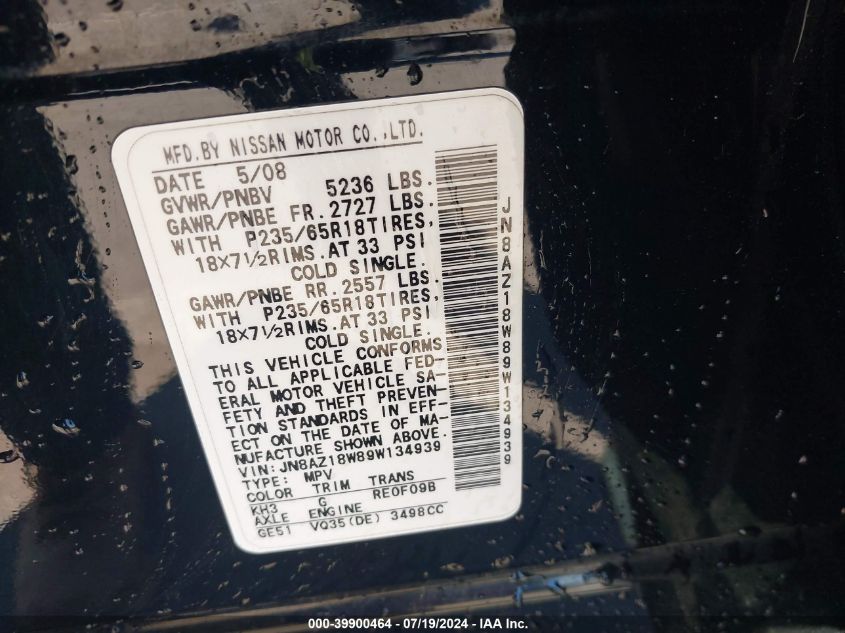 MFD.BY NISSAN MOTOR CO.,LTD.
DATE 5/08
GVWR/PNBV 5236 LBS.
GAWR/PNBE FR. 2727 LBS.
WITH P235/65R18TIRES,
18×7½RIMS.AT 33 PSI
COLD SINGLE.
GAWR/PNBE RR. 2557 LBS.
WITH P235/65R18TIRES,
18×7½RIMS.AT 33 PSI
COLD SINGLE.
THIS VEHICLE CONFORMS
TO ALL APPLICABLE FED-
ERAL MOTOR VEHICLE SA-
FETY AND THEFT PREVEN-
TION STANDARDS IN EFF-
ECT ON THE DATE OF MA-
NUFACTURE SHOWN ABOVE.
VIN: JN8AZ18W89W134939
TYPE: MPV
COLOR TRIM TRANS
KH3 G RE0F09B
AXLE ENGINE
GE51 VQ35(DE) 3498CC
JN8AZ18W89W134939
000-39900464 - 07/19/2024 - IAA Inc.